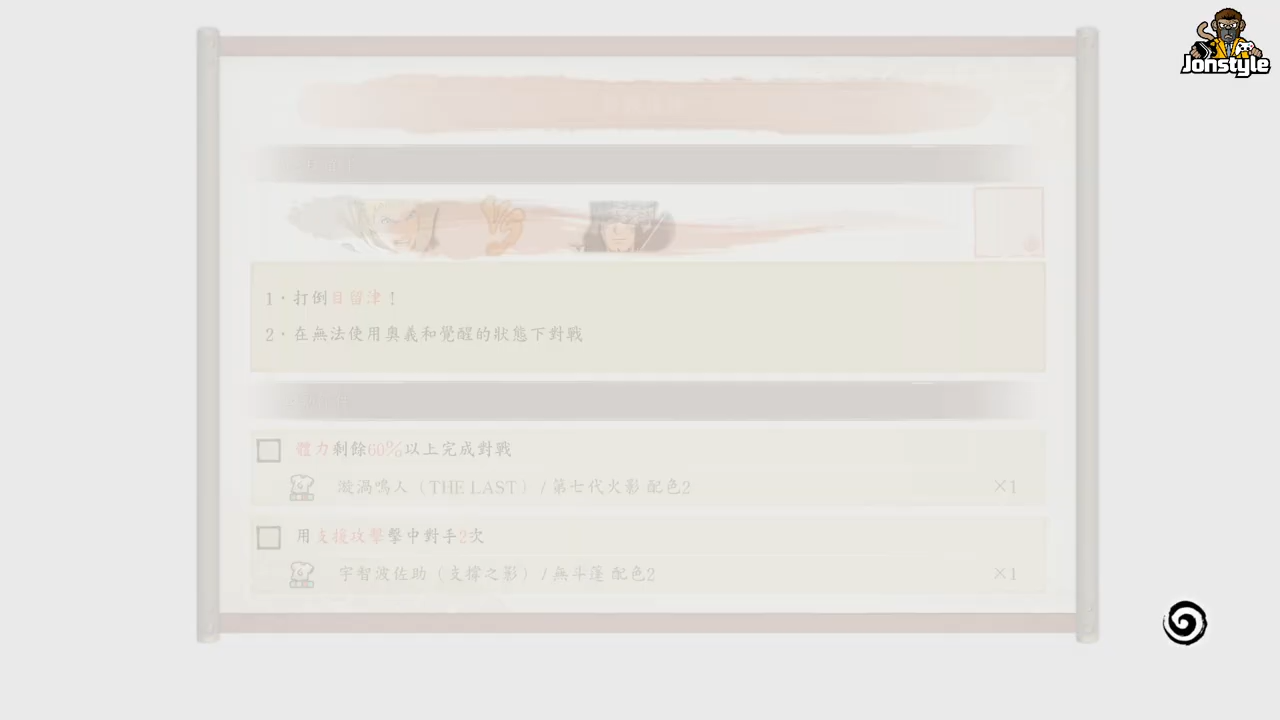 Jonstyle
1・打倒目留津！
2・在無法使用奧義和覺醒的狀態下對戰
體力剩餘60%以上完成對戰
漩渦鳴人（THE LAST）/ 第七代火影 配色2 ×1
用支援攻擊擊中對手2次
宇智波佐助（支撐之影）/ 無斗篷 配色2 ×1